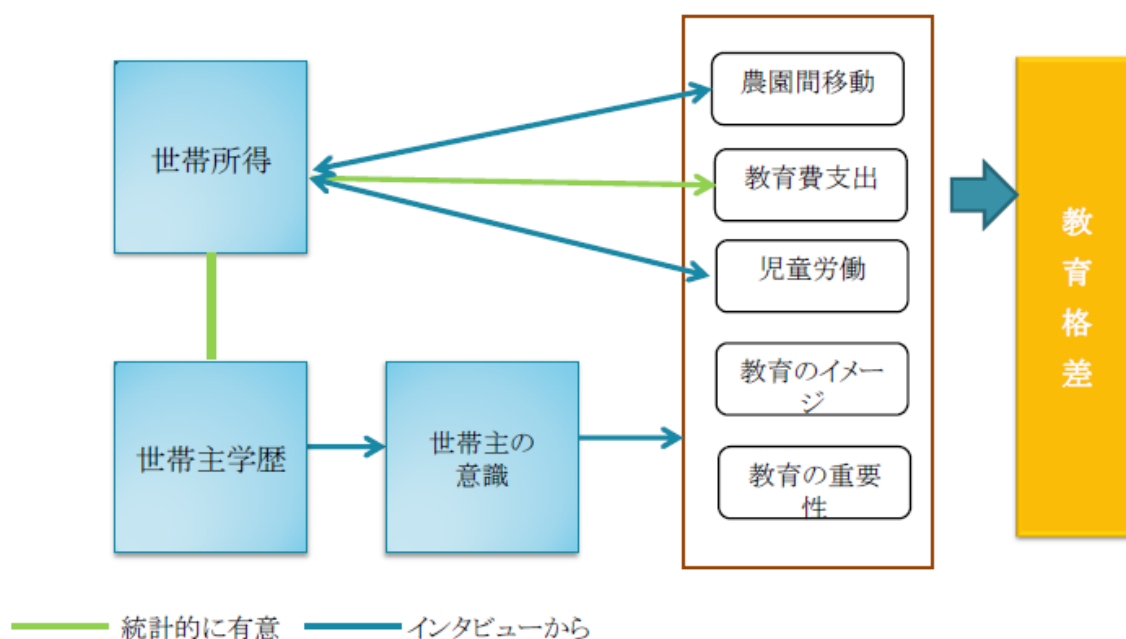 世帯所得
農園間移動
教育費支出
児童労働
教育のイメー
ジ
教育の重要
性
世帯主学歴
世帯主の
意識
教
育
格
差
統計的に有意
インタビューから